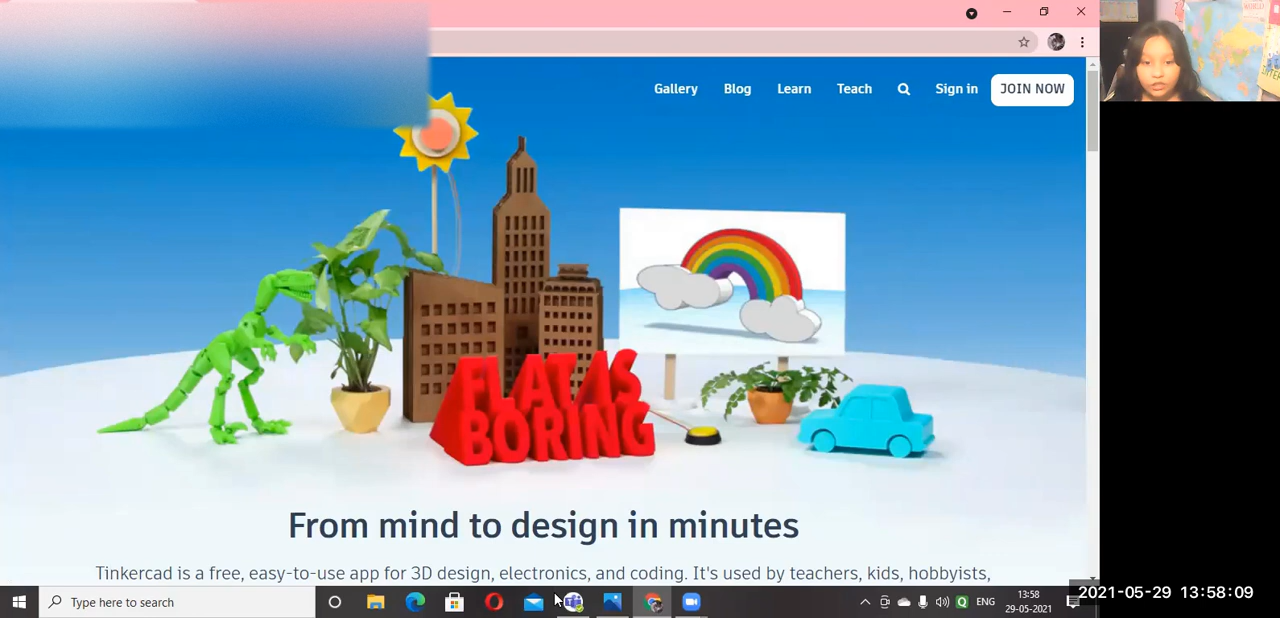 Gallery Blog Learn Teach Sign in JOIN NOW
FLAT IS
BORING
From mind to design in minutes
Tinkercad is a free, easy-to-use app for 3D design, electronics, and coding. It's used by teachers, kids, hobbyists,
Type here to search
ENG
13:58
29-05-2021
2021-05-29 13:58:09